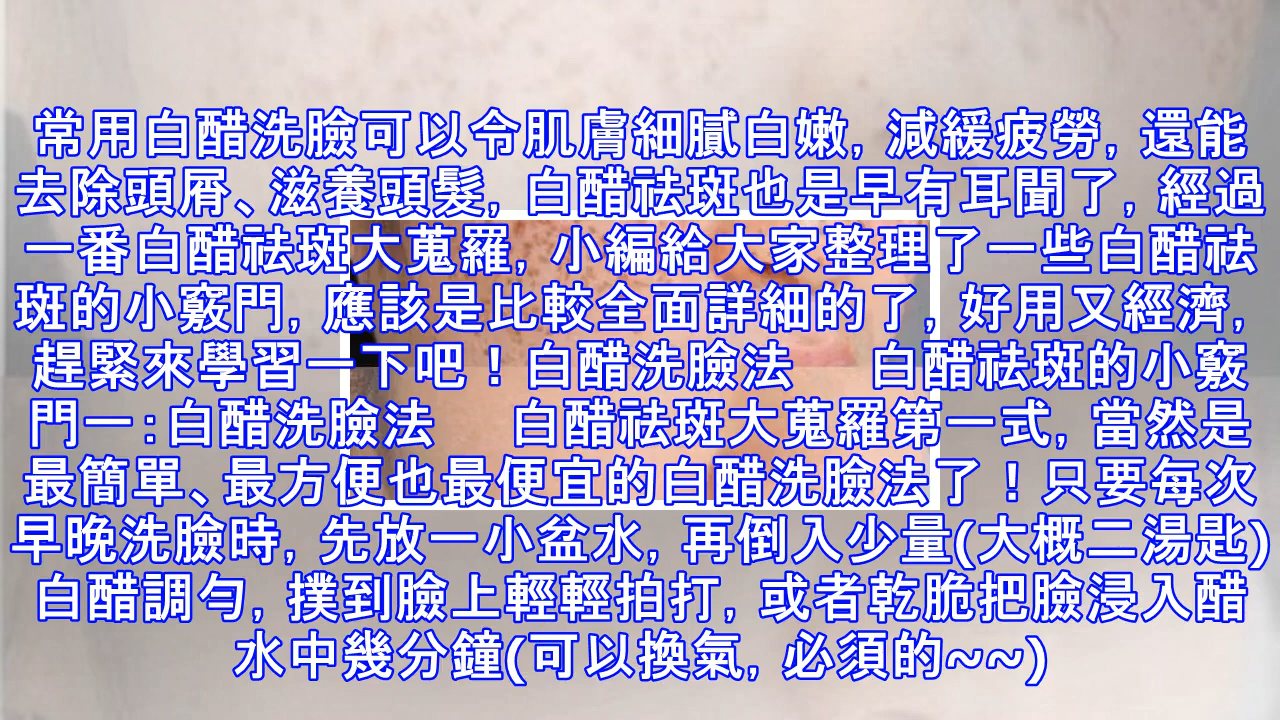 常用白醋洗臉可以令肌膚細膩白嫩, 減緩疲勞, 還能
去除頭屑、滋養頭髮, 白醋祛斑也是早有耳聞了, 經過
一番白醋祛斑大蒐羅, 小編給大家整理了一些白醋祛
斑的小竅門, 應該是比較全面詳細的了, 好用又經濟,
趕緊來學習一下吧！白醋洗臉法　白醋祛斑的小竅
門一:白醋洗臉法　白醋祛斑大蒐羅第一式, 當然是
最簡單、最方便也最便宜的白醋洗臉法了！只要每次
早晚洗臉時, 先放一小盆水, 再倒入少量(大概二湯匙)
白醋調勻, 撲到臉上輕輕拍打, 或者乾脆把臉浸入醋
水中幾分鐘(可以換氣, 必須的~~)